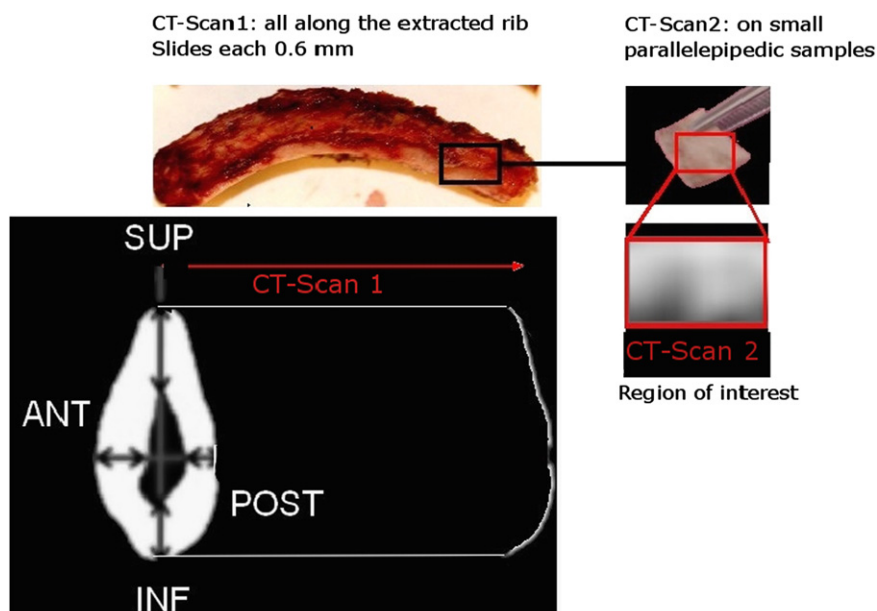 CT-Scan1: all along the extracted rib
Slides each 0.6 mm
CT-Scan2: on small
parallelepipedic samples
SUP
CT-Scan 1
ANT
POST
INF
CT-Scan 2
Region of interest